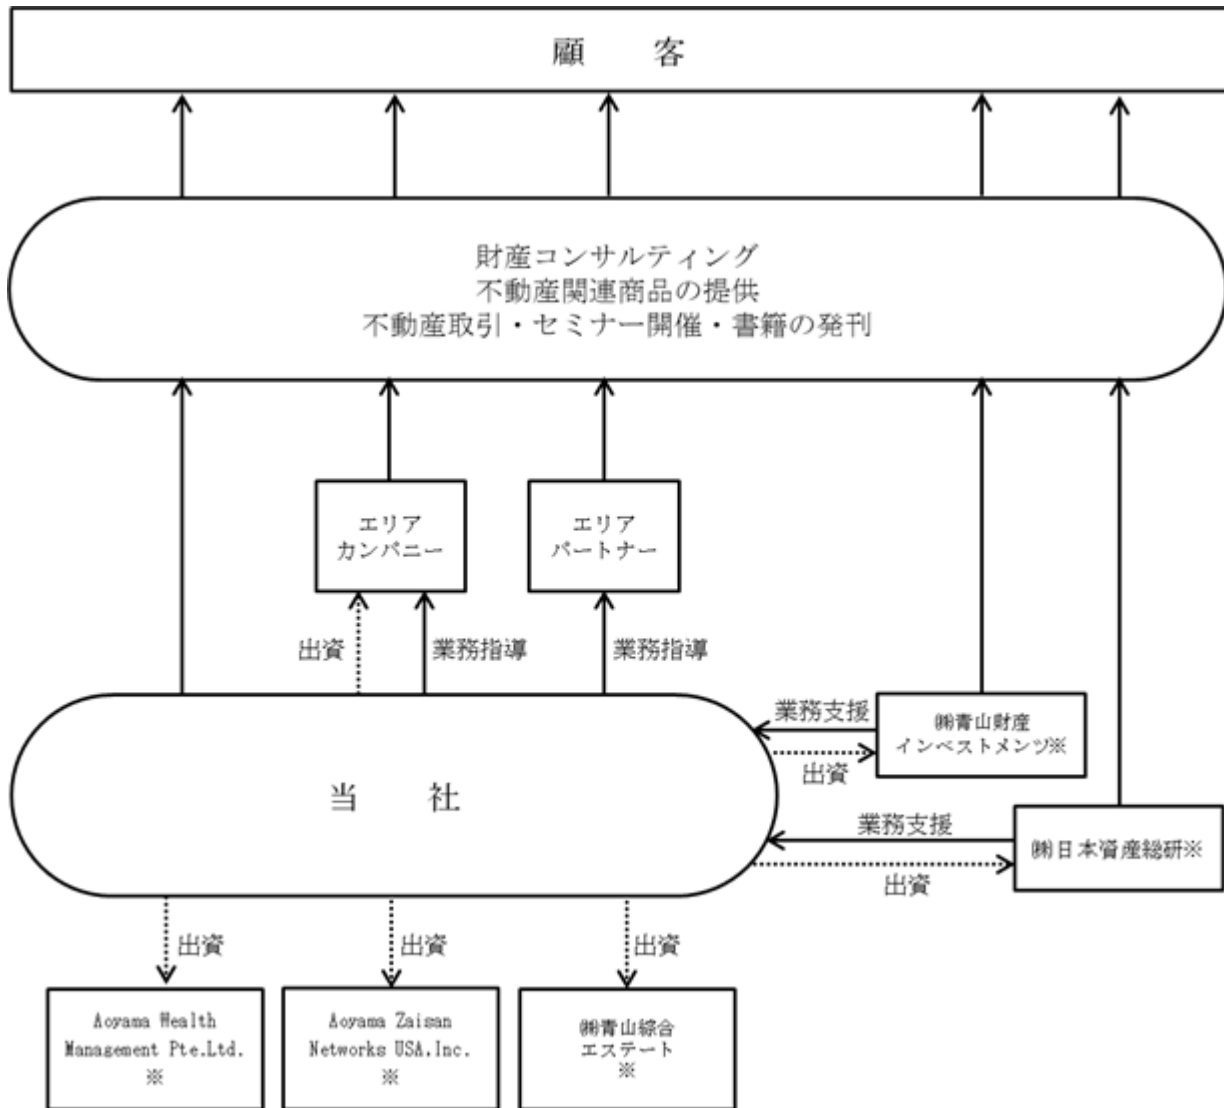 顧　客
財産コンサルティング
不動産関連商品の提供
不動産取引・セミナー開催・書籍の発刊
エリア
カンパニー
エリア
パートナー
出資
業務指導
業務指導
業務支援
㈱青山財産
インベストメンツ※
出資
当　社
業務支援
㈱日本資産総研※
出資
出資
出資
出資
Aoyama Wealth
Management Pte.Ltd.
※
Aoyama Zaisan
Networks USA.Inc.
※
㈱青山綜合
エステート
※